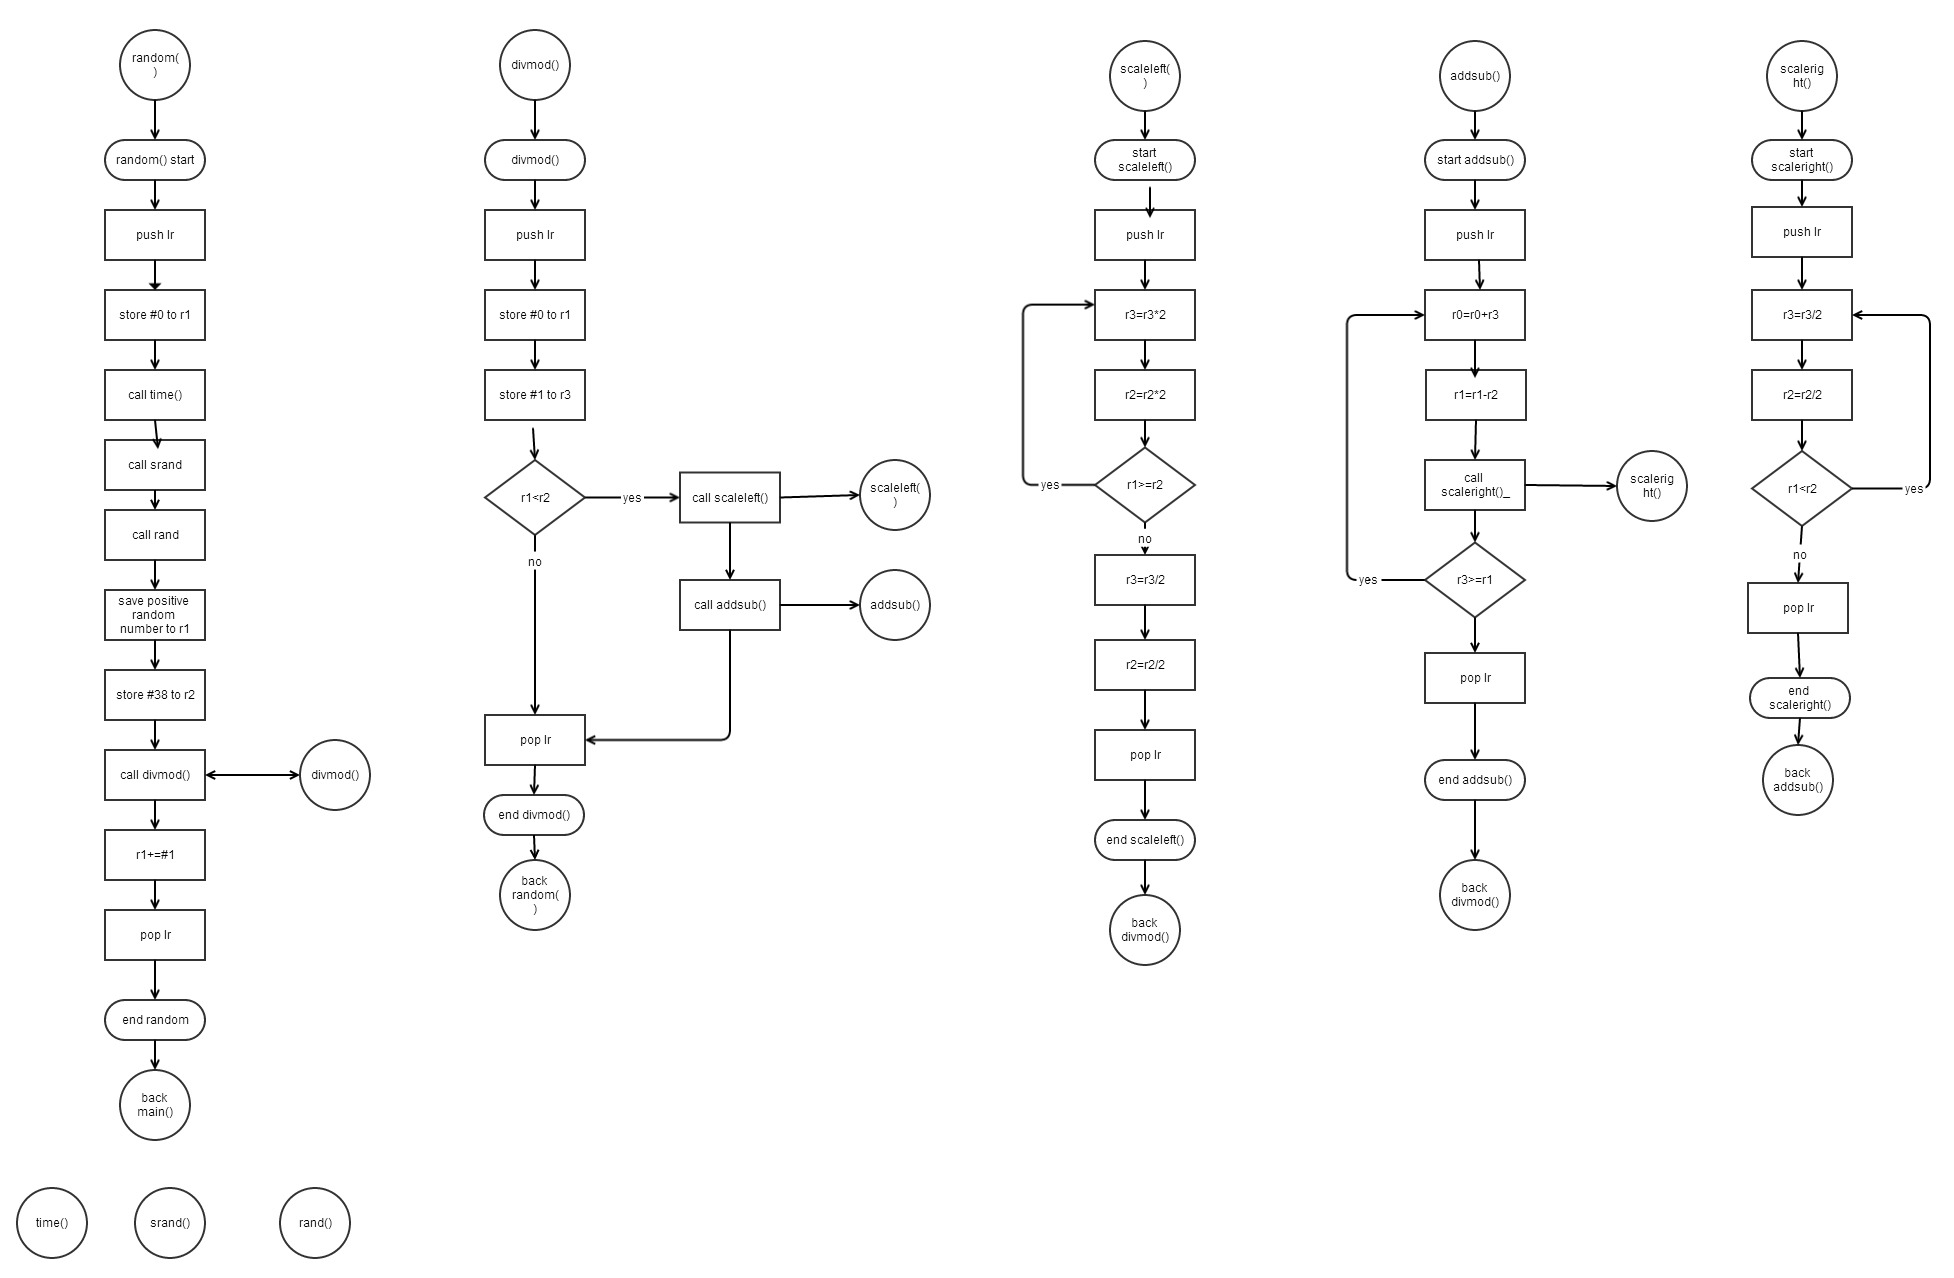 random(
)
random() start
push lr
store #0 to r1
call time()
call srand
call rand
save positive
random
number to r1
store #38 to r2
call divmod()
divmod()
r1+=#1
pop lr
end random
back
main()
time()
srand()
rand()
divmod()
divmod()
push lr
store #0 to r1
store #1 to r3
r1<r2
yes
call scaleleft()
scaleleft(
)
no
call addsub()
addsub()
pop lr
end divmod()
back
random(
)
scaleleft(
)
start
scaleleft()
push lr
r3=r3*2
r2=r2*2
r1>=r2
yes
no
r3=r3/2
r2=r2/2
pop lr
end scaleleft()
back
divmod()
addsub()
start addsub()
push lr
r0=r0+r3
r1=r1-r2
call
scaleright()_
scalerig
ht()
r3>=r1
yes
pop lr
end addsub()
back
divmod()
scalerig
ht()
start
scaleright()
push lr
r3=r3/2
r2=r2/2
r1<r2
yes
no
pop lr
end
scaleright()
back
addsub()